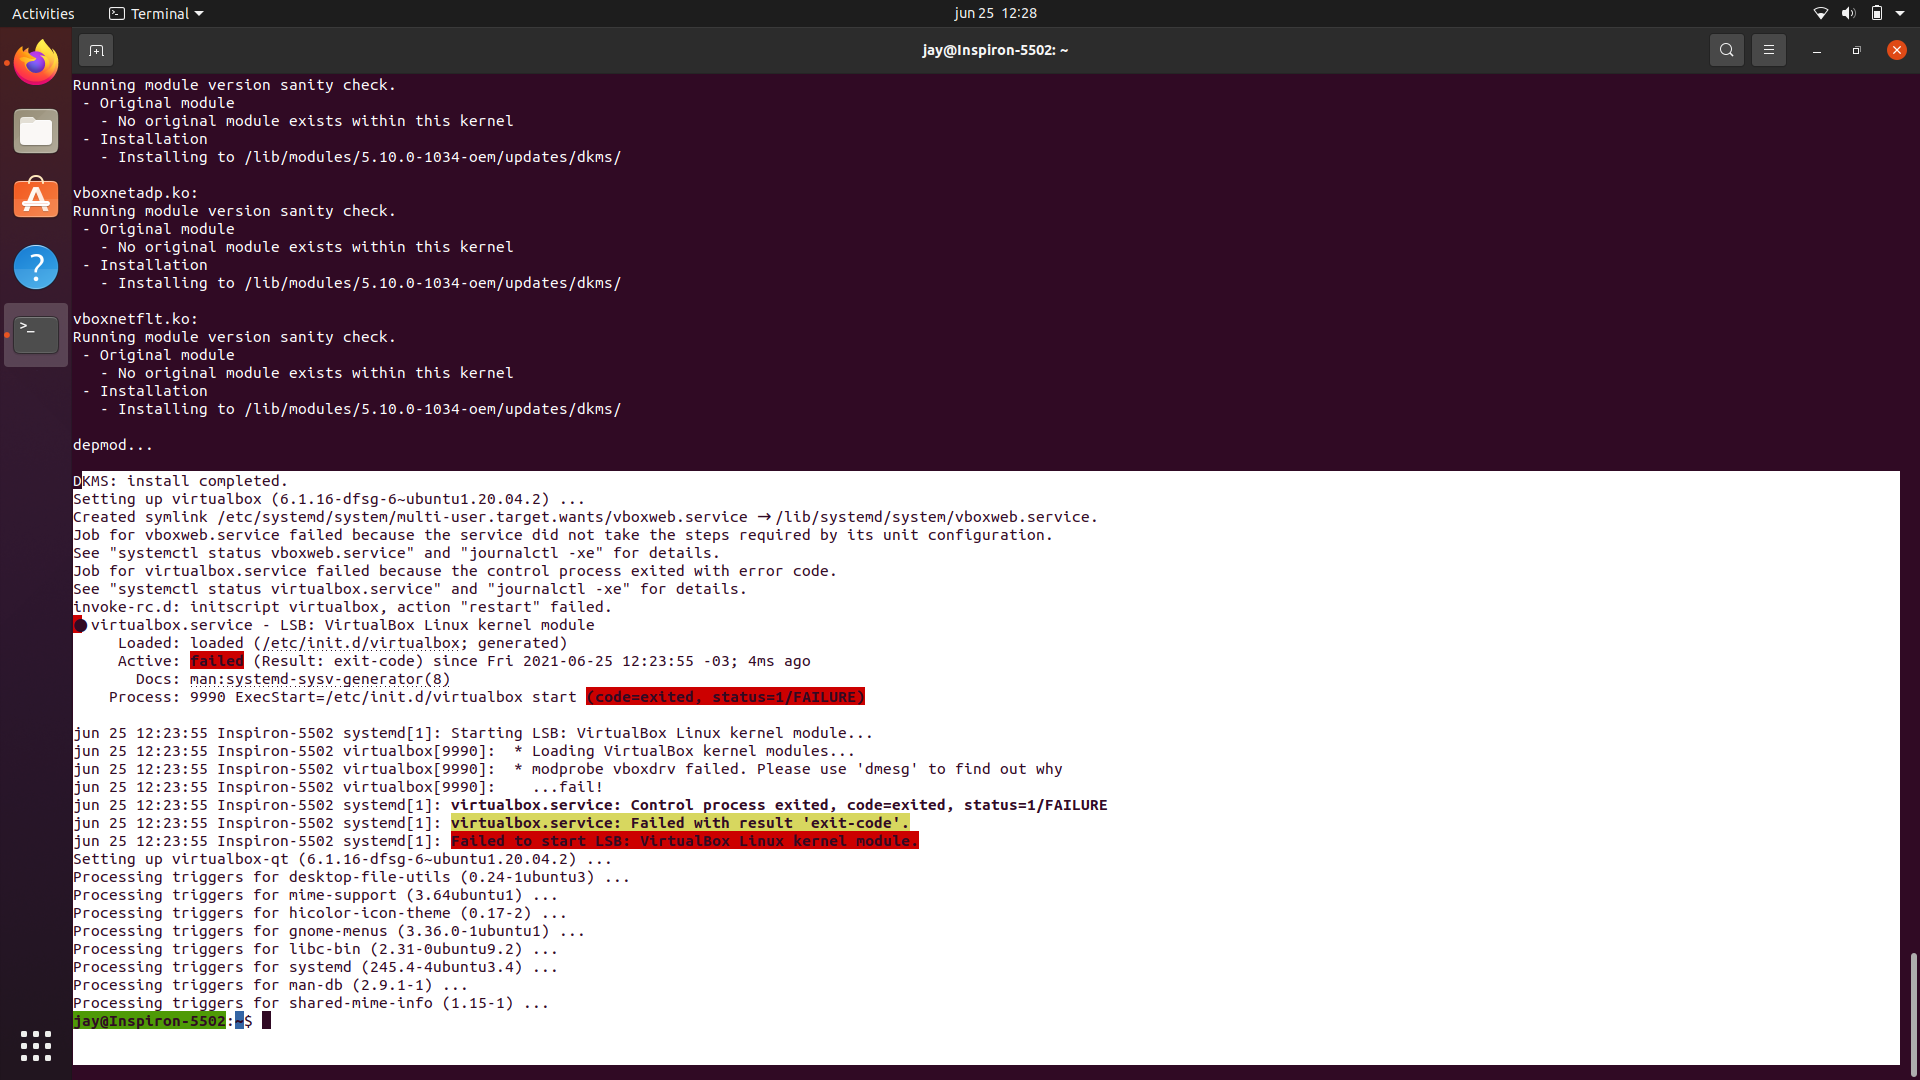 Activities
Terminal
jun 25 12:28
jay@Inspiron-5502: ~
Running module version sanity check.
 - Original module
   - No original module exists within this kernel
 - Installation
   - Installing to /lib/modules/5.10.0-1034-oem/updates/dkms/
vboxnetadp.ko:
Running module version sanity check.
 - Original module
   - No original module exists within this kernel
 - Installation
   - Installing to /lib/modules/5.10.0-1034-oem/updates/dkms/
vboxnetflt.ko:
Running module version sanity check.
 - Original module
   - No original module exists within this kernel
 - Installation
   - Installing to /lib/modules/5.10.0-1034-oem/updates/dkms/
depmod...
DKMS: install completed.
Setting up virtualbox (6.1.16-dfsg-6~ubuntu1.20.04.2) ...
Created symlink /etc/systemd/system/multi-user.target.wants/vboxweb.service → /lib/systemd/system/vboxweb.service.
Job for vboxweb.service failed because the service did not take the steps required by its unit configuration.
See "systemctl status vboxweb.service" and "journalctl -xe" for details.
Job for virtualbox.service failed because the control process exited with error code.
See "systemctl status virtualbox.service" and "journalctl -xe" for details.
invoke-rc.d: initscript virtualbox, action "restart" failed.
● virtualbox.service - LSB: VirtualBox Linux kernel module
     Loaded: loaded (/etc/init.d/virtualbox; generated)
     Active: failed (Result: exit-code) since Fri 2021-06-25 12:23:55 -03; 4ms ago
       Docs: man:systemd-sysv-generator(8)
    Process: 9990 ExecStart=/etc/init.d/virtualbox start (code=exited, status=1/FAILURE)
jun 25 12:23:55 Inspiron-5502 systemd[1]: Starting LSB: VirtualBox Linux kernel module...
jun 25 12:23:55 Inspiron-5502 virtualbox[9990]:  * Loading VirtualBox kernel modules...
jun 25 12:23:55 Inspiron-5502 virtualbox[9990]:  * modprobe vboxdrv failed. Please use 'dmesg' to find out why
jun 25 12:23:55 Inspiron-5502 virtualbox[9990]:    ...fail!
jun 25 12:23:55 Inspiron-5502 systemd[1]: virtualbox.service: Control process exited, code=exited, status=1/FAILURE
jun 25 12:23:55 Inspiron-5502 systemd[1]: virtualbox.service: Failed with result 'exit-code'.
jun 25 12:23:55 Inspiron-5502 systemd[1]: Failed to start LSB: VirtualBox Linux kernel module.
Setting up virtualbox-qt (6.1.16-dfsg-6~ubuntu1.20.04.2) ...
Processing triggers for desktop-file-utils (0.24-1ubuntu3) ...
Processing triggers for mime-support (3.64ubuntu1) ...
Processing triggers for hicolor-icon-theme (0.17-2) ...
Processing triggers for gnome-menus (3.36.0-1ubuntu1) ...
Processing triggers for libc-bin (2.31-0ubuntu9.2) ...
Processing triggers for systemd (245.4-4ubuntu3.4) ...
Processing triggers for man-db (2.9.1-1) ...
Processing triggers for shared-mime-info (1.15-1) ...
jay@Inspiron-5502:~$